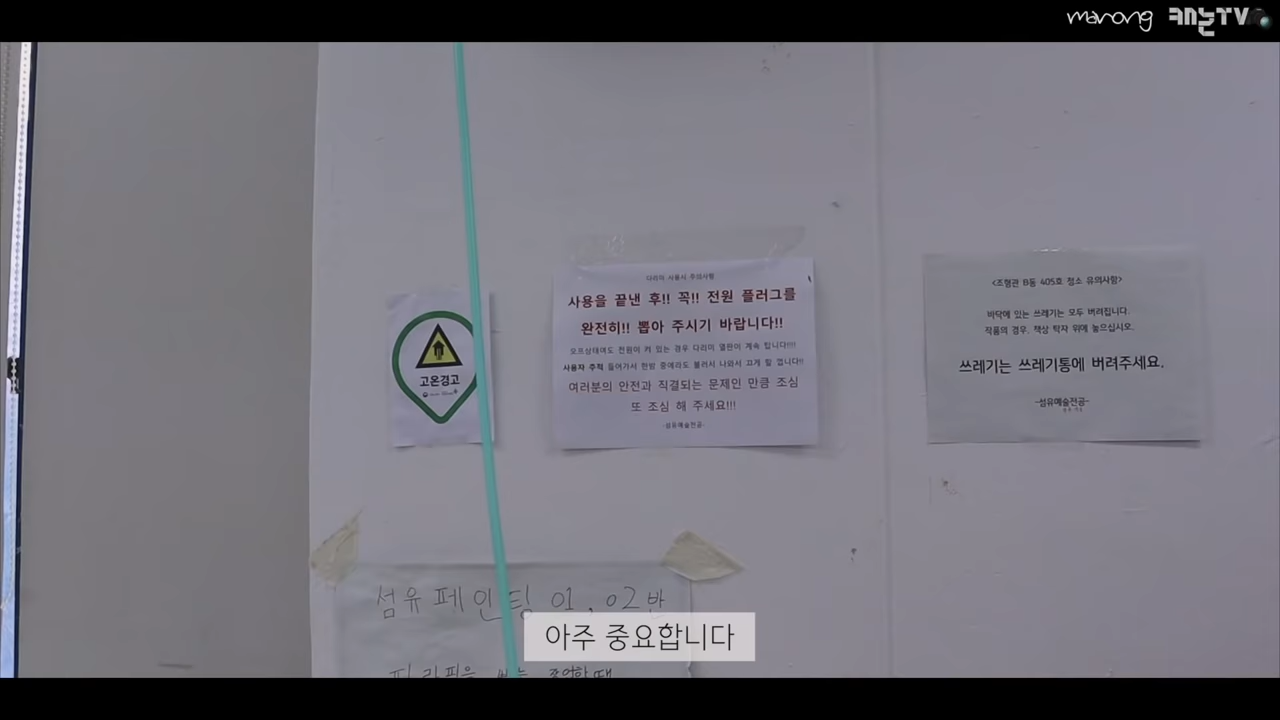 marong 캐논TV
다리미 사용시 주의사항
사용을 끝낸 후!! 꼭!! 전원 플러그를
완전히!! 뽑아 주시기 바랍니다!!
오프상태여도 전원이 켜 있는 경우 다리미 열판이 계속 탑니다!!!!
사용자 추적 들어가서 한밤 중에라도 불러서 나와서 끄게 할 겁니다!!
여러분의 안전과 직결되는 문제인 만큼 조심
또 조심 해 주세요!!!
-섬유예술전공-
고온경고
<조형관 B동 405호 청소 유의사항>
바닥에 있는 쓰레기는 모두 버려집니다.
작품의 경우, 책상 탁자 위에 놓으십시오.
쓰레기는 쓰레기통에 버려주세요.
-섬유예술전공-
섬유페인팅 01, 02반
작업할 때
아주 중요합니다